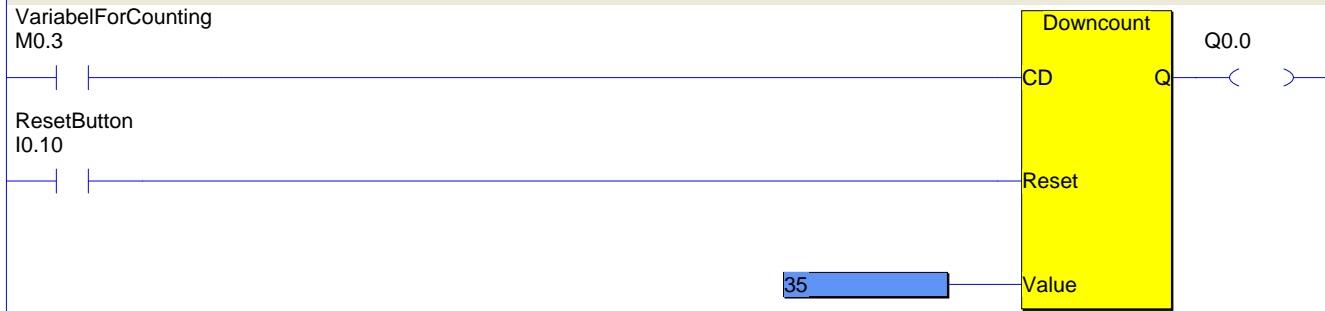 VariabelForCounting
M0.3
Downcount
Q0.0
CD
Q
ResetButton
I0.10
Reset
35
Value